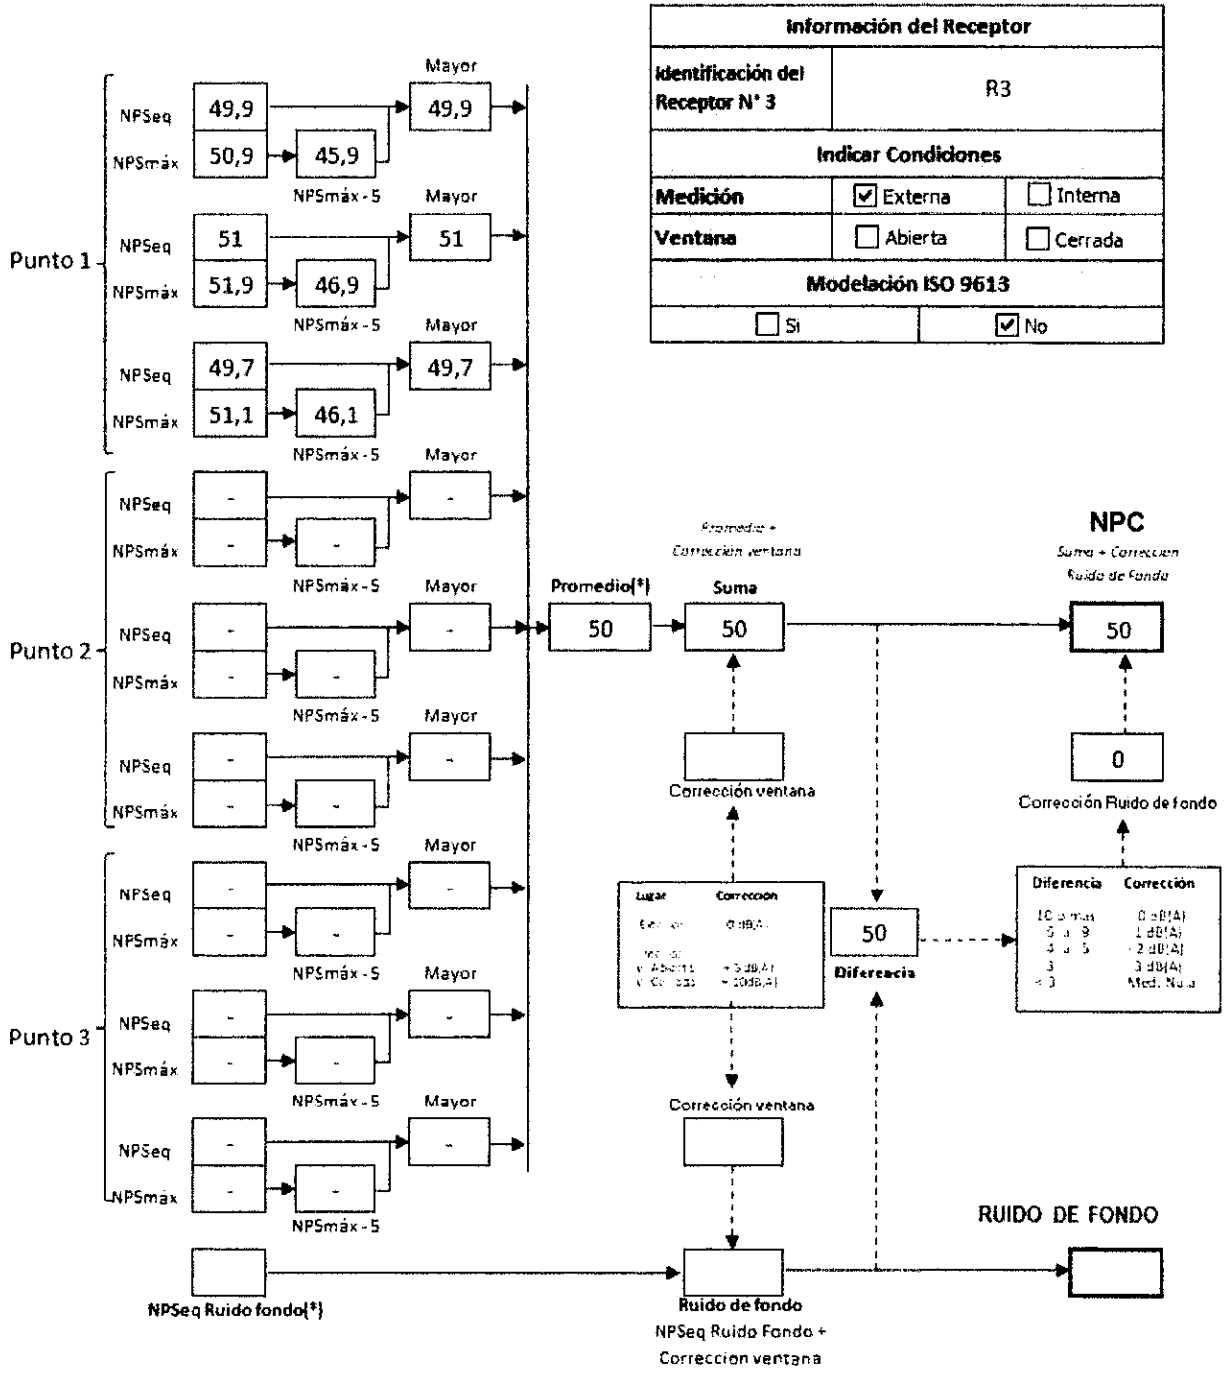 Información del Receptor
Identificación del Receptor N° 3
R3
Indicar Condiciones
Medición
Externa
Interna
Ventana
Abierta
Cerrada
Modelación ISO 9613
Si
No
Punto 1
Mayor
NPSeq
49,9
49,9
NPSmáx
50,9
45,9
NPSmáx - 5
Mayor
NPSeq
51
51
NPSmáx
51,9
46,9
NPSmáx - 5
Mayor
NPSeq
49,7
49,7
NPSmáx
51,1
46,1
NPSmáx - 5
Punto 2
Mayor
NPSeq
-
-
NPSmáx
-
-
NPSmáx - 5
Mayor
NPSeq
-
-
NPSmáx
-
-
NPSmáx - 5
Mayor
NPSeq
-
-
NPSmáx
-
-
NPSmáx - 5
Punto 3
Mayor
NPSeq
-
-
NPSmáx
-
-
NPSmáx - 5
NPSeq
-
-
NPSmáx
-
-
NPSmáx - 5
Mayor
NPSeq
-
-
NPSmáx
-
-
NPSmáx - 5
Promedio(*)
50
Promedio +
Corrección ventana
Suma
50
NPC
Suma + Corrección
Ruido de Fondo
50
Corrección ventana
0
Corrección Ruido de fondo
Lugar Corrección
50
Diferencia
Diferencia Corrección
10 o mas 0 dB(A)
3 3 dB(A)
< 3 Med. Nula
Corrección ventana
RUIDO DE FONDO
NPSeq Ruido fondo(*)
Ruido de fondo
NPSeq Ruido Fondo +
Correccion ventana